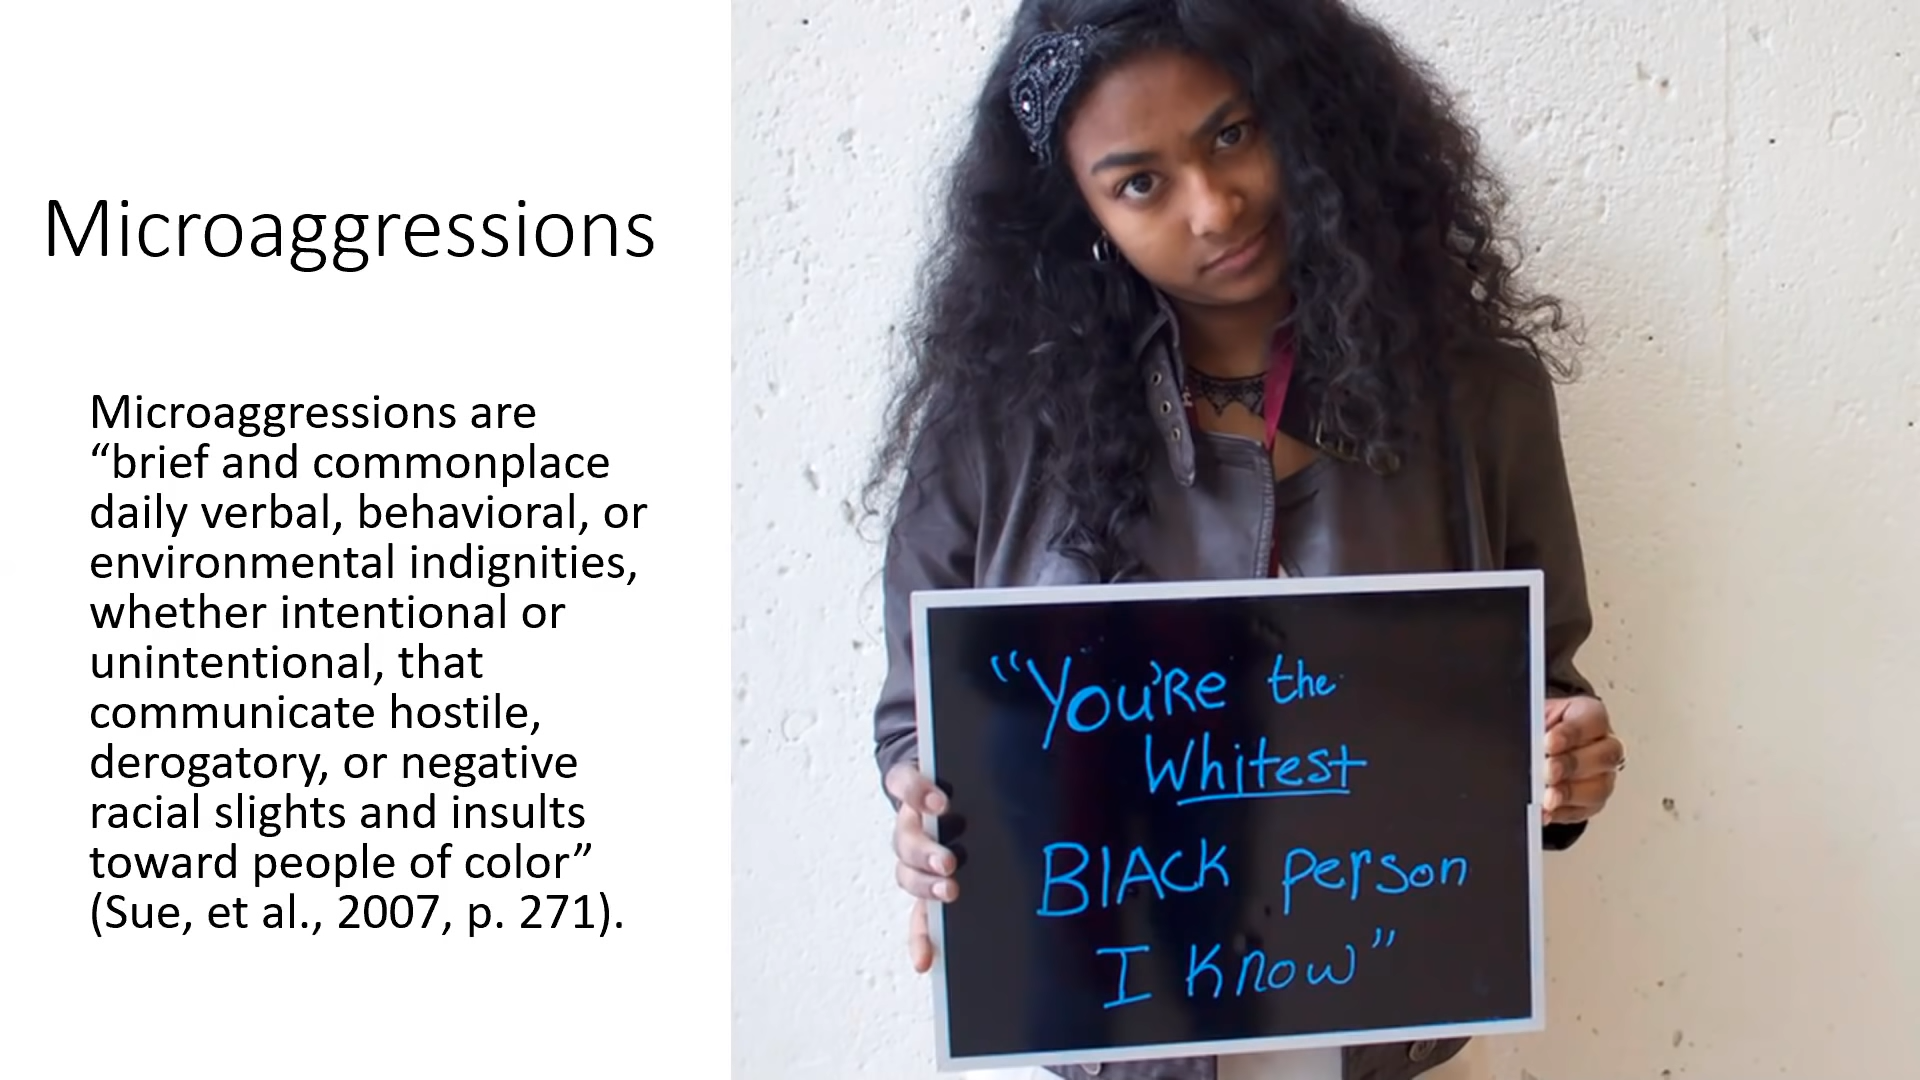 Microaggressions
Microaggressions are
“brief and commonplace
daily verbal, behavioral, or
environmental indignities,
whether intentional or
unintentional, that
communicate hostile,
derogatory, or negative
racial slights and insults
toward people of color”
(Sue, et al., 2007, p. 271).
“You're the
Whitest
BlAck person
I know”